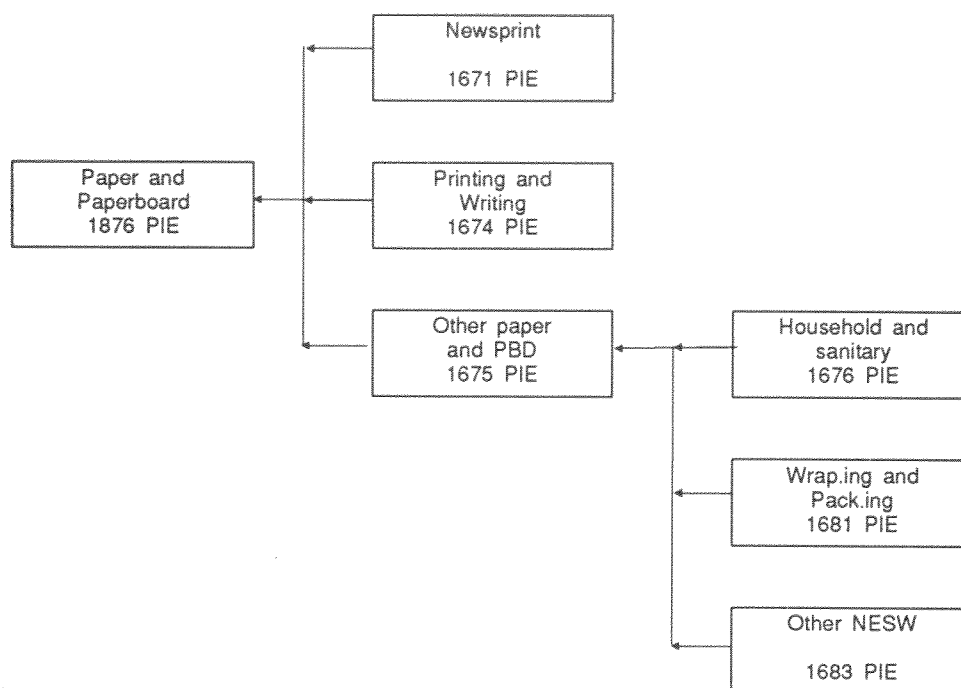 Newsprint
1671 PIE
Paper and
Paperboard
1876 PIE
Printing and
Writing
1674 PIE
Other paper
and PBD
1675 PIE
Household and
sanitary
1676 PIE
Wrap.ing and
Pack.ing
1681 PIE
Other NESW
1683 PIE